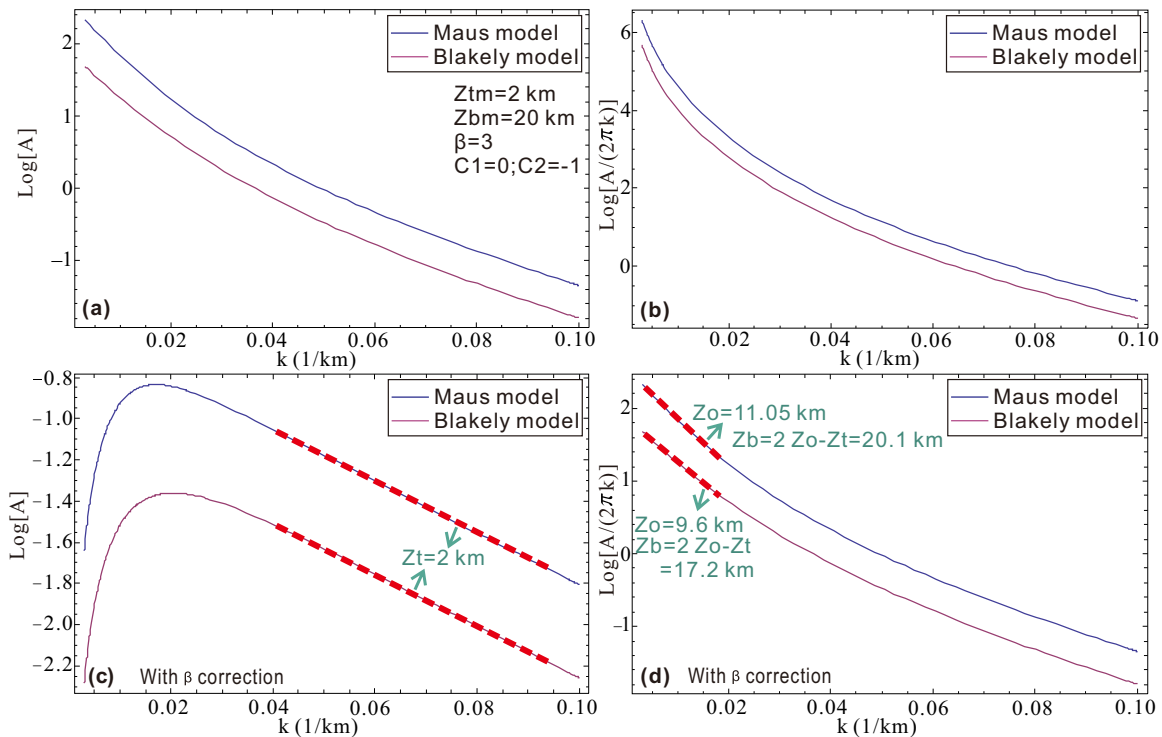 Maus model
Blakely model
Ztm=2 km
Zbm=20 km
β=3
C1=0;C2=-1
Log[A]
2
1
0
−1
(a)
0.02
0.04
0.06
0.08
0.10
k (1/km)
Maus model
Blakely model
Log[A/(2πk)]
6
4
2
0
(b)
0.02
0.04
0.06
0.08
0.10
k (1/km)
Maus model
Blakely model
Log[A]
−0.8
−1.0
−1.2
−1.4
−1.6
−1.8
−2.0
−2.2
Zt=2 km
(c)
With β correction
0.02
0.04
0.06
0.08
0.10
k (1/km)
Maus model
Blakely model
Log[A/(2πk)]
2
1
0
−1
Zo=11.05 km
Zb=2 Zo-Zt=20.1 km
Zo=9.6 km
Zb=2 Zo-Zt
=17.2 km
(d)
With β correction
0.02
0.04
0.06
0.08
0.10
k (1/km)